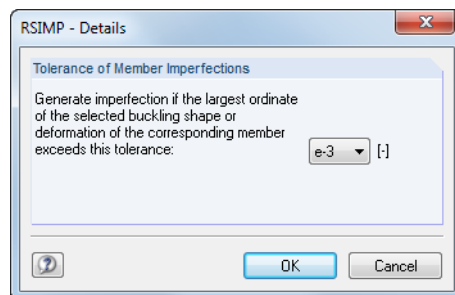 RSIMP - Details
Tolerance of Member Imperfections
Generate imperfection if the largest ordinate
of the selected buckling shape or
deformation of the corresponding member
exceeds this tolerance:
e-3 [-]
OK Cancel